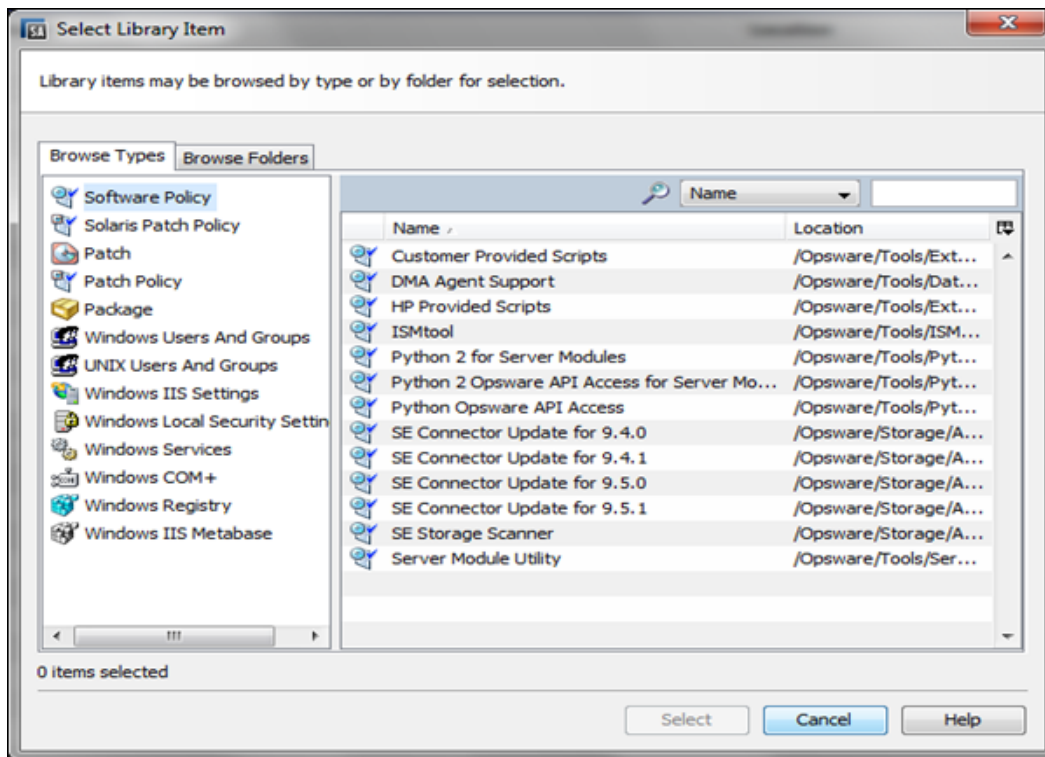 Select Library Item
Library items may be browsed by type or by folder for selection.
Browse Types Browse Folders
Software Policy
Solaris Patch Policy
Patch
Patch Policy
Package
Windows Users And Groups
UNIX Users And Groups
Windows IIS Settings
Windows Local Security Settin
Windows Services
Windows COM+
Windows Registry
Windows IIS Metabase
Name
Name Location
Customer Provided Scripts /Opsware/Tools/Ext...
DMA Agent Support /Opsware/Tools/Dat...
HP Provided Scripts /Opsware/Tools/Ext...
ISMtool /Opsware/Tools/ISM...
Python 2 for Server Modules /Opsware/Tools/Pyt...
Python 2 Opsware API Access for Server Mo... /Opsware/Tools/Pyt...
Python Opsware API Access /Opsware/Tools/Pyt...
SE Connector Update for 9.4.0 /Opsware/Storage/A...
SE Connector Update for 9.4.1 /Opsware/Storage/A...
SE Connector Update for 9.5.0 /Opsware/Storage/A...
SE Connector Update for 9.5.1 /Opsware/Storage/A...
SE Storage Scanner /Opsware/Storage/A...
Server Module Utility /Opsware/Tools/Ser...
0 items selected
Select Cancel Help